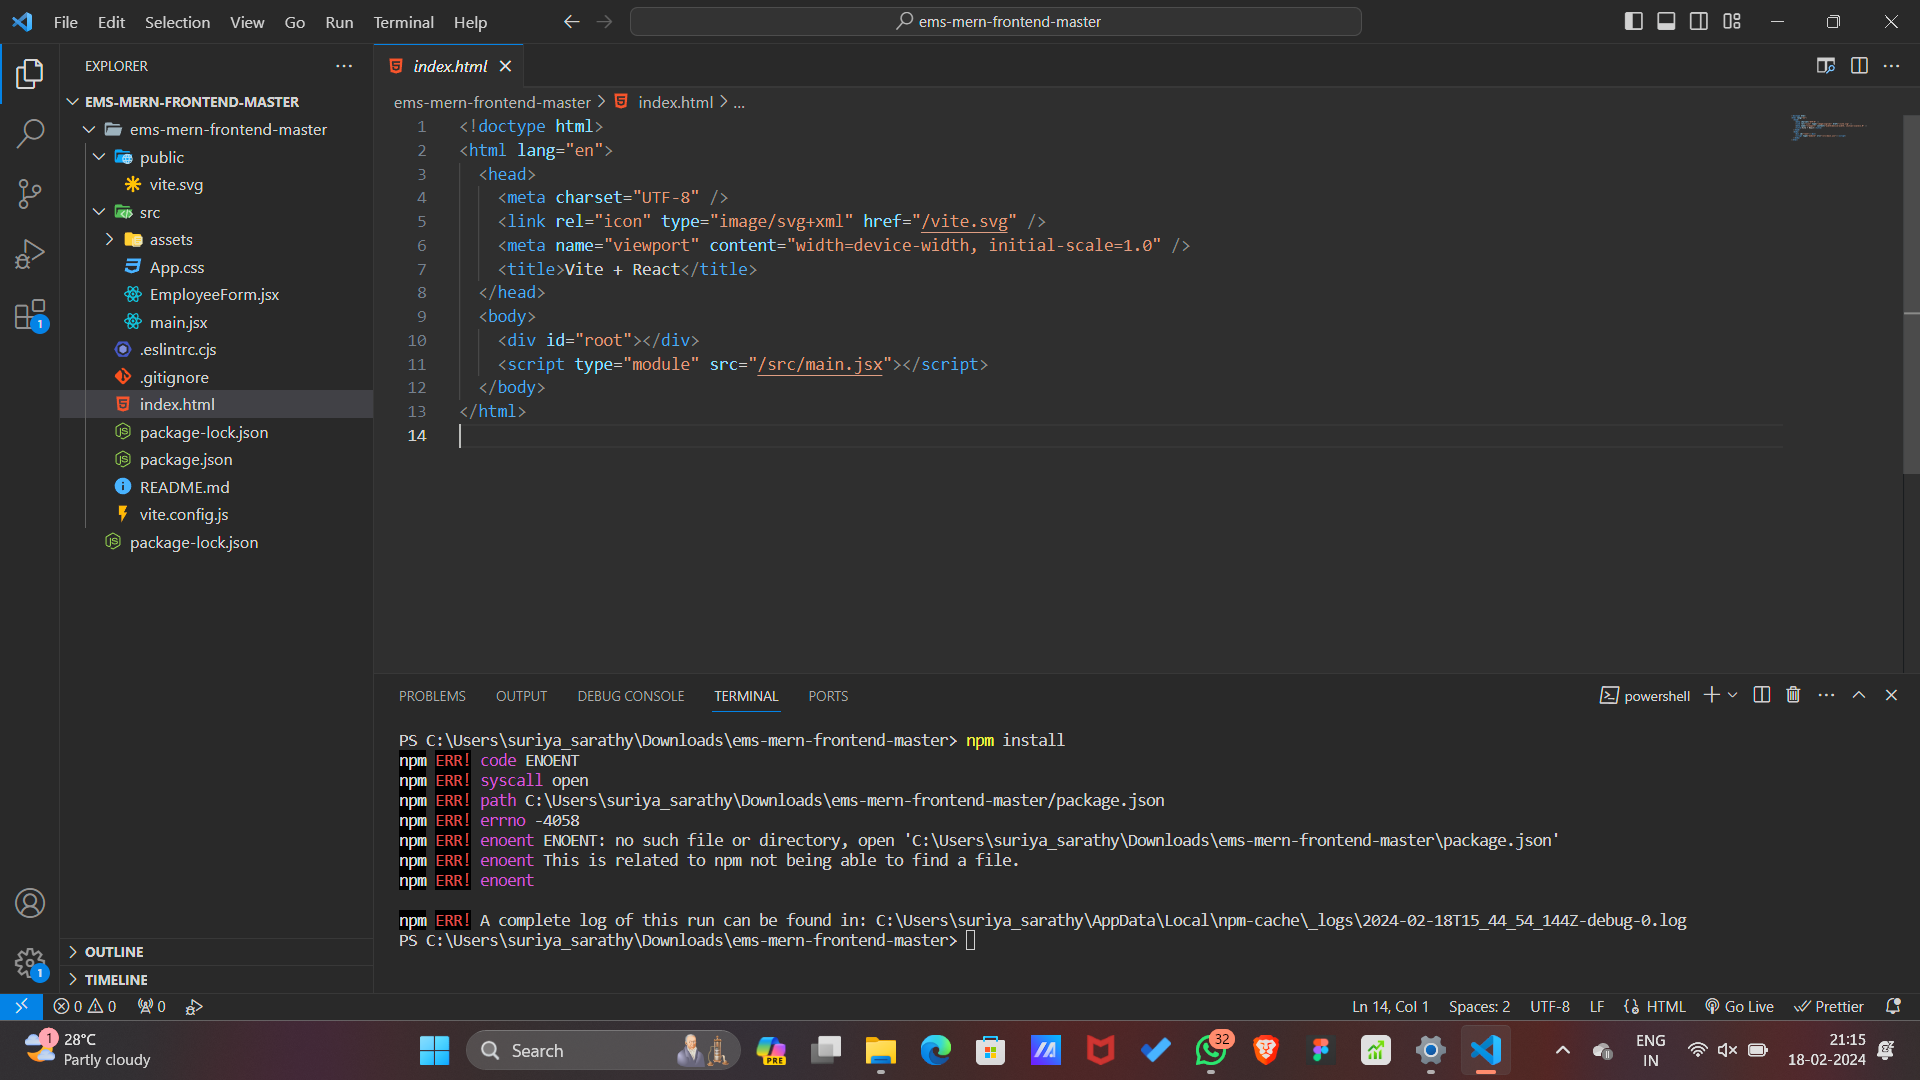 File Edit Selection View Go Run Terminal Help
ems-mern-frontend-master
EXPLORER
EMS-MERN-FRONTEND-MASTER
ems-mern-frontend-master
public
vite.svg
src
assets
App.css
EmployeeForm.jsx
main.jsx
.eslintrc.cjs
.gitignore
index.html
package-lock.json
package.json
README.md
vite.config.js
package-lock.json
OUTLINE
TIMELINE
1
1
index.html
ems-mern-frontend-master > index.html > ...
1 <!doctype html>
2 <html lang="en">
3   <head>
4     <meta charset="UTF-8" />
5     <link rel="icon" type="image/svg+xml" href="/vite.svg" />
6     <meta name="viewport" content="width=device-width, initial-scale=1.0" />
7     <title>Vite + React</title>
8   </head>
9   <body>
10     <div id="root"></div>
11     <script type="module" src="/src/main.jsx"></script>
12   </body>
13 </html>
14
PROBLEMS OUTPUT DEBUG CONSOLE TERMINAL PORTS
powershell
PS C:\Users\suriya_sarathy\Downloads\ems-mern-frontend-master> npm install
npm ERR! code ENOENT
npm ERR! syscall open
npm ERR! path C:\Users\suriya_sarathy\Downloads\ems-mern-frontend-master/package.json
npm ERR! errno -4058
npm ERR! enoent ENOENT: no such file or directory, open 'C:\Users\suriya_sarathy\Downloads\ems-mern-frontend-master\package.json'
npm ERR! enoent This is related to npm not being able to find a file.
npm ERR! enoent
npm ERR! A complete log of this run can be found in: C:\Users\suriya_sarathy\AppData\Local\npm-cache\_logs\2024-02-18T15_44_54_144Z-debug-0.log
PS C:\Users\suriya_sarathy\Downloads\ems-mern-frontend-master>
0 0 0
Ln 14, Col 1 Spaces: 2 UTF-8 LF HTML Go Live Prettier
1
28°C
Partly cloudy
Search
PRE
32
ENG
IN
21:15
18-02-2024